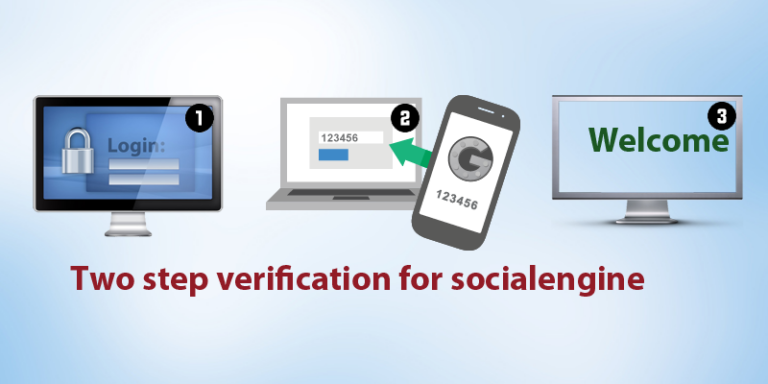 1
Login:
2
123456
G
123456
3
Welcome
Two step verification for socialengine